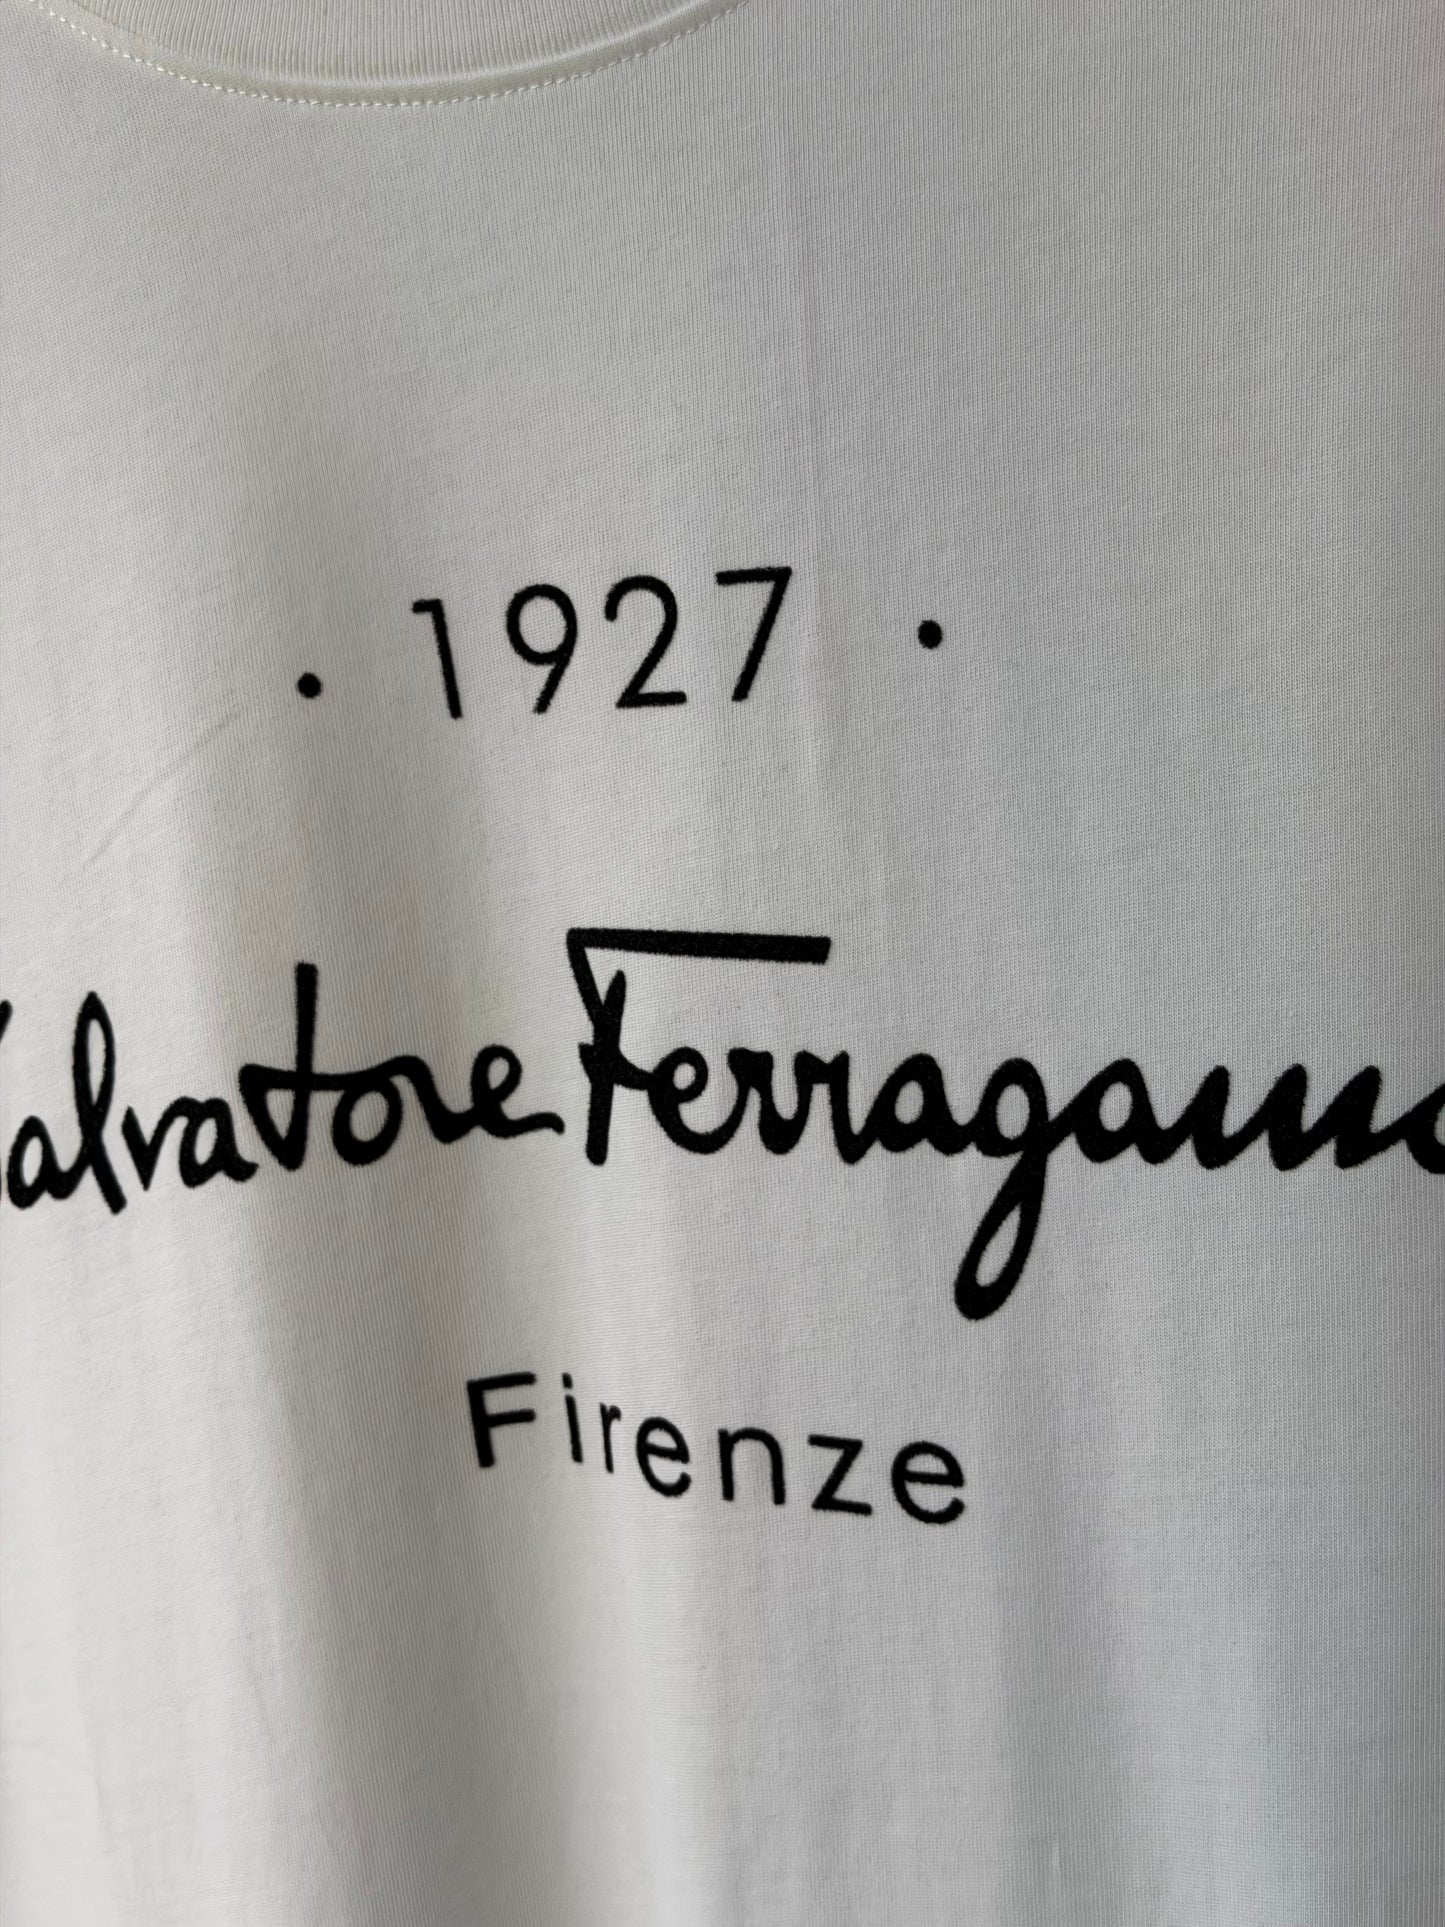 · 1927 ·
Salvatore Ferragamo
Firenze